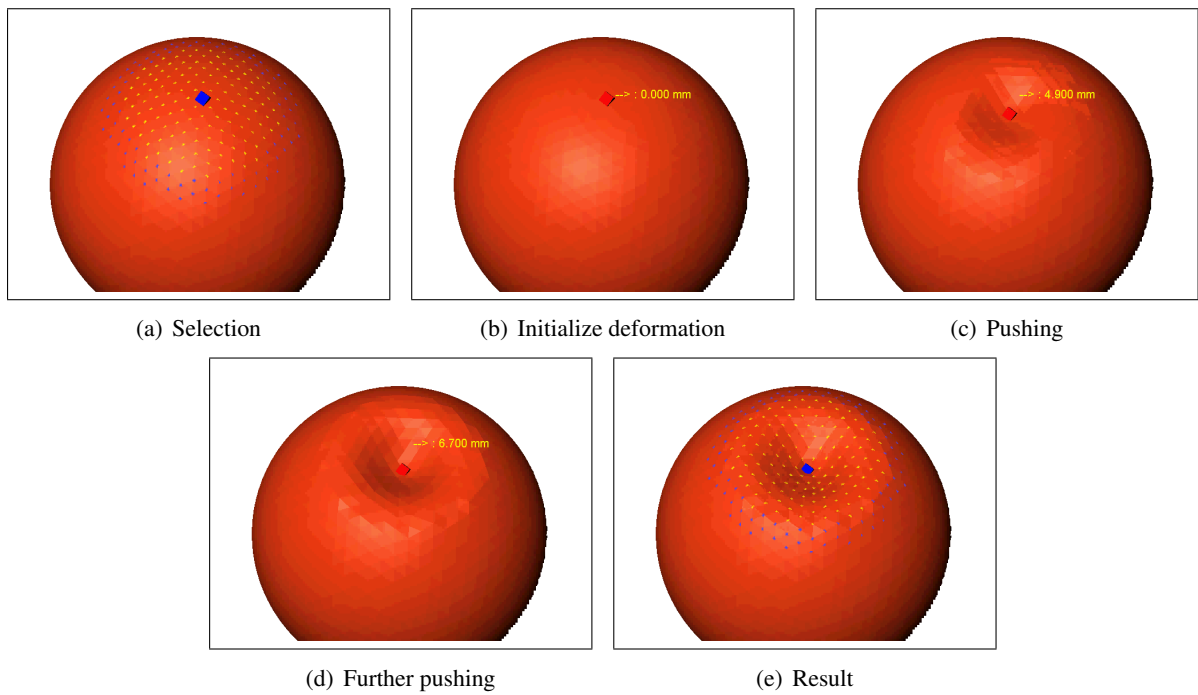 --> : 0.000 mm
--> : 4.900 mm
(a) Selection
(b) Initialize deformation
(c) Pushing
--> : 6.700 mm
(d) Further pushing
(e) Result